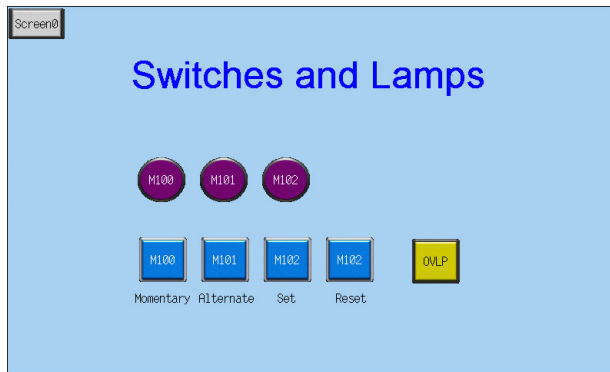 Screen0
Switches and Lamps
M100 M101 M102
M100 M101 M102 M102 OVLP
Momentary Alternate Set Reset